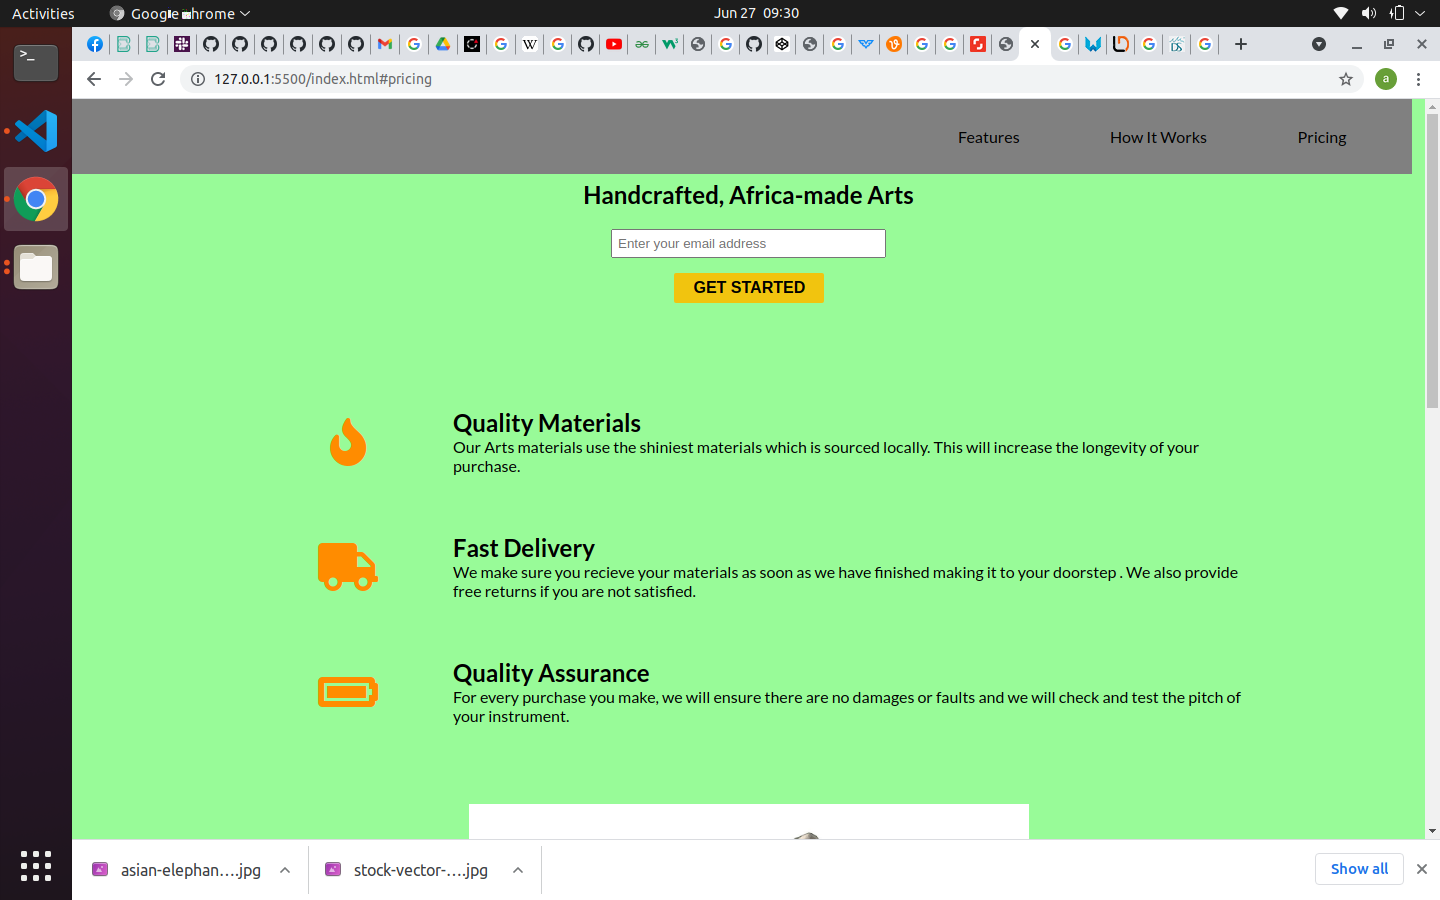 Activities
Google Chrome
Jun 27 09:30
127.0.0.1:5500/index.html#pricing
a
Features
How It Works
Pricing
Handcrafted, Africa-made Arts
Enter your email address
GET STARTED
Quality Materials
Our Arts materials use the shiniest materials which is sourced locally. This will increase the longevity of your
purchase.
Fast Delivery
We make sure you recieve your materials as soon as we have finished making it to your doorstep . We also provide
free returns if you are not satisfied.
Quality Assurance
For every purchase you make, we will ensure there are no damages or faults and we will check and test the pitch of
your instrument.
asian-elephan....jpg
stock-vector-....jpg
Show all